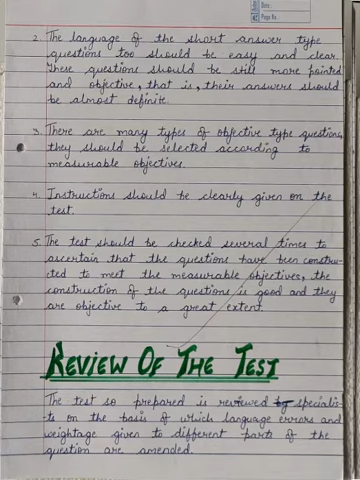 Date :
Page No.
2. The language of the short answer type
questions too should be easy and clear.
These questions should be still more pointed
and objective, that is, their answers should
be almost definite.
3. There are many types of objective type questions,
they should be selected according to
measurable objectives.
4. Instructions should be clearly given on the
test.
5. The test should be checked several times to
ascertain that the questions have been constru-
cted to meet the measurable objectives, the
construction of the questions is good and they
are objective to a great extent.
REVIEW OF THE TEST
The test so prepared is reviewed by specialis-
ts on the basis of which language errors and
weightage given to different parts of the
question are amended.